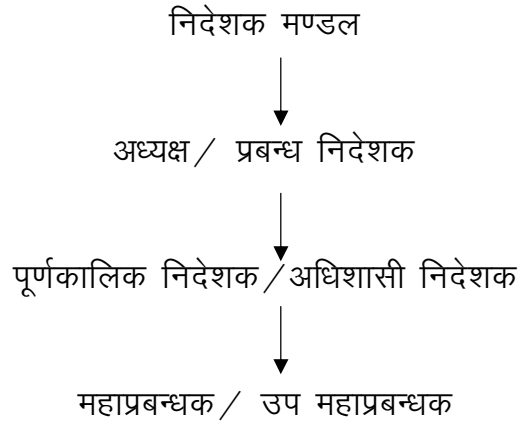 निदेशक मण्डल
अध्यक्ष / प्रबन्ध निदेशक
पूर्णकालिक निदेशक / अधिशासी निदेशक
महाप्रबन्धक / उप महाप्रबन्धक